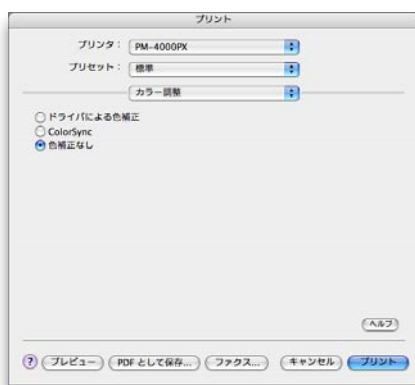 プリント
プリンタ： PM-4000PX
プリセット： 標準
カラー調整
ドライバによる色補正
ColorSync
色補正なし
ヘルプ
? プレビュー PDF として保存... ファクス... キャンセル プリント